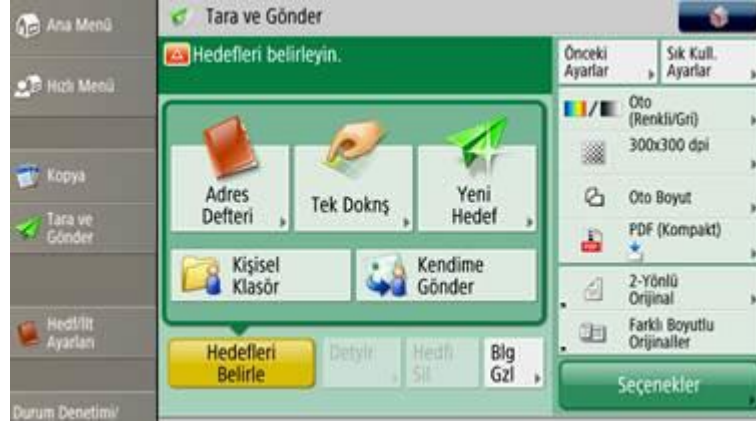 Ana Menü
Hızlı Menü
Kopya
Tara ve
Gönder
Hedf/İlt
Ayarları
Durum Denetimi/
Tara ve Gönder
Hedefleri belirleyin.
Adres
Defteri
Tek Doknş
Yeni
Hedef
Kişisel
Klasör
Kendime
Gönder
Hedefleri
Belirle
Detylr
Hedfi
Sil
Blg
Gzl
Önceki
Ayarlar
Sık Kull.
Ayarlar
Oto
(Renkli/Gri)
300x300 dpi
Oto Boyut
PDF (Kompakt)
2-Yönlü
Orijinal
Farklı Boyutlu
Orijinaller
Seçenekler